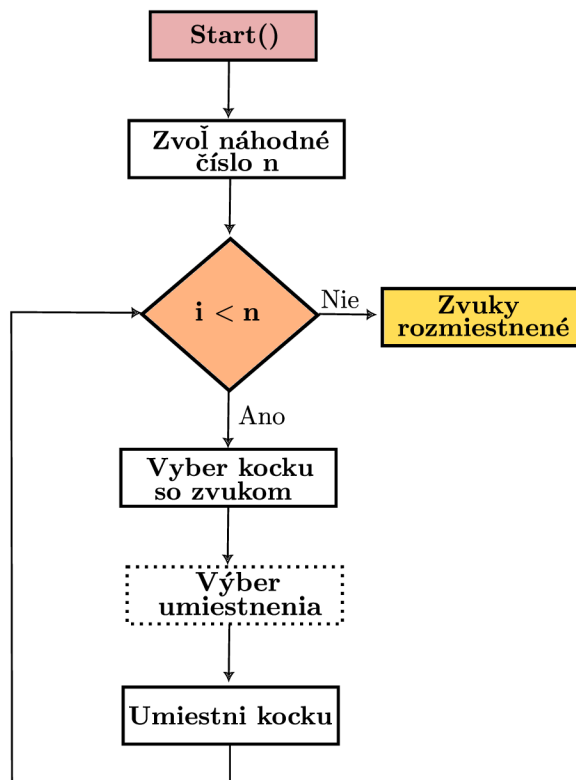 Start()
Zvoľ náhodné
číslo n
i < n
Nie
Zvuky
rozmiestnené
Ano
Vyber kocku
so zvukom
Výber
umiestnenia
Umiestni kocku